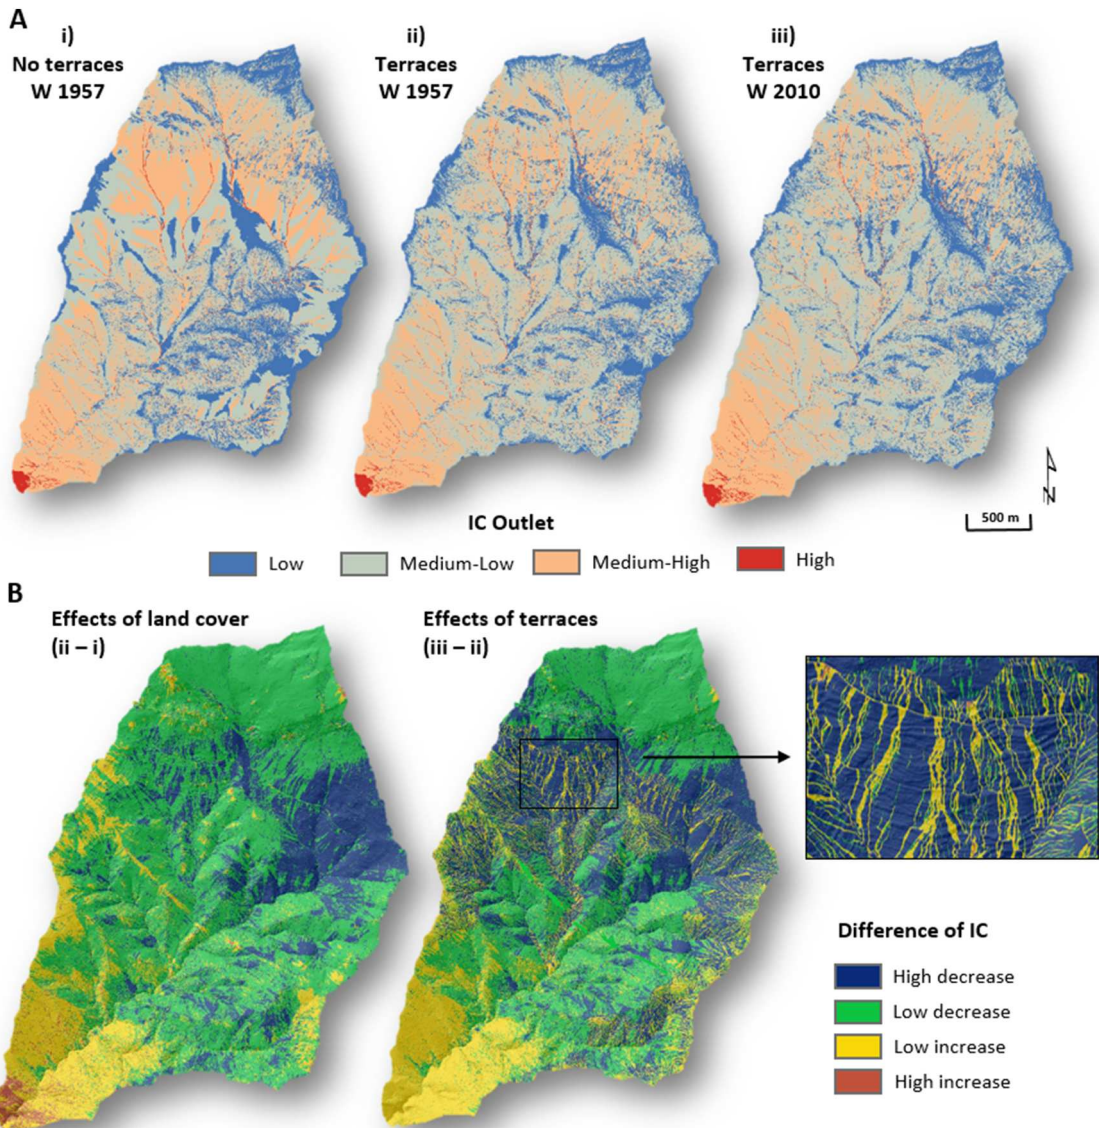 A
i)
No terraces
W 1957
ii)
Terraces
W 1957
iii)
Terraces
W 2010
N
500 m
IC Outlet
Low
Medium-Low
Medium-High
High
B
Effects of land cover
(ii – i)
Effects of terraces
(iii – ii)
Difference of IC
High decrease
Low decrease
Low increase
High increase